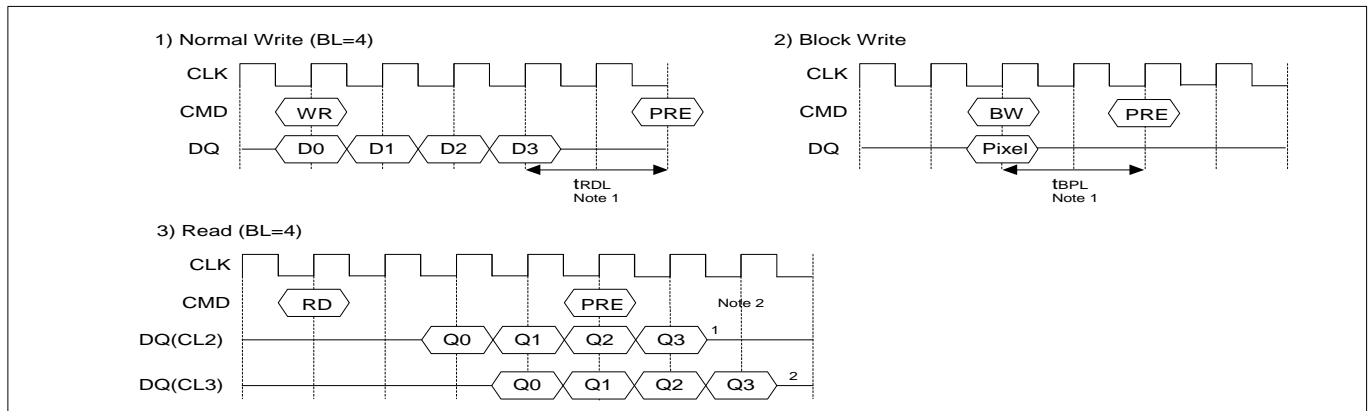 1) Normal Write (BL=4)
CLK
CMD WR PRE
DQ D0 D1 D2 D3
tRDL
Note 1
2) Block Write
CLK
CMD BW PRE
DQ Pixel
tBPL
Note 1
3) Read (BL=4)
CLK
CMD RD PRE Note 2
DQ(CL2) Q0 Q1 Q2 Q3 1
DQ(CL3) Q0 Q1 Q2 Q3 2